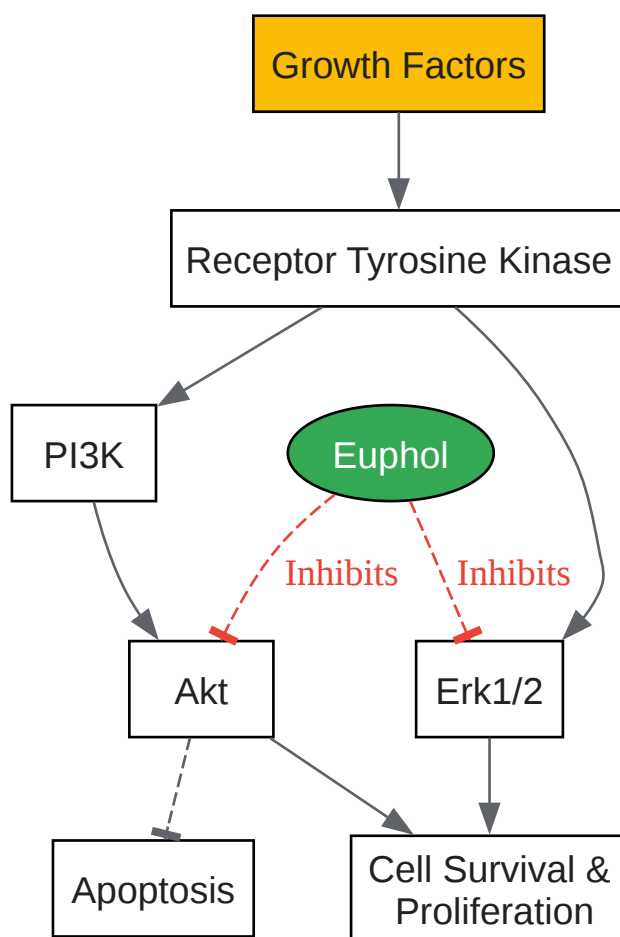 Growth Factors
Receptor Tyrosine Kinase
PI3K
Euphol
Inhibits
Inhibits
Akt
Erk1/2
Apoptosis
Cell Survival &
Proliferation